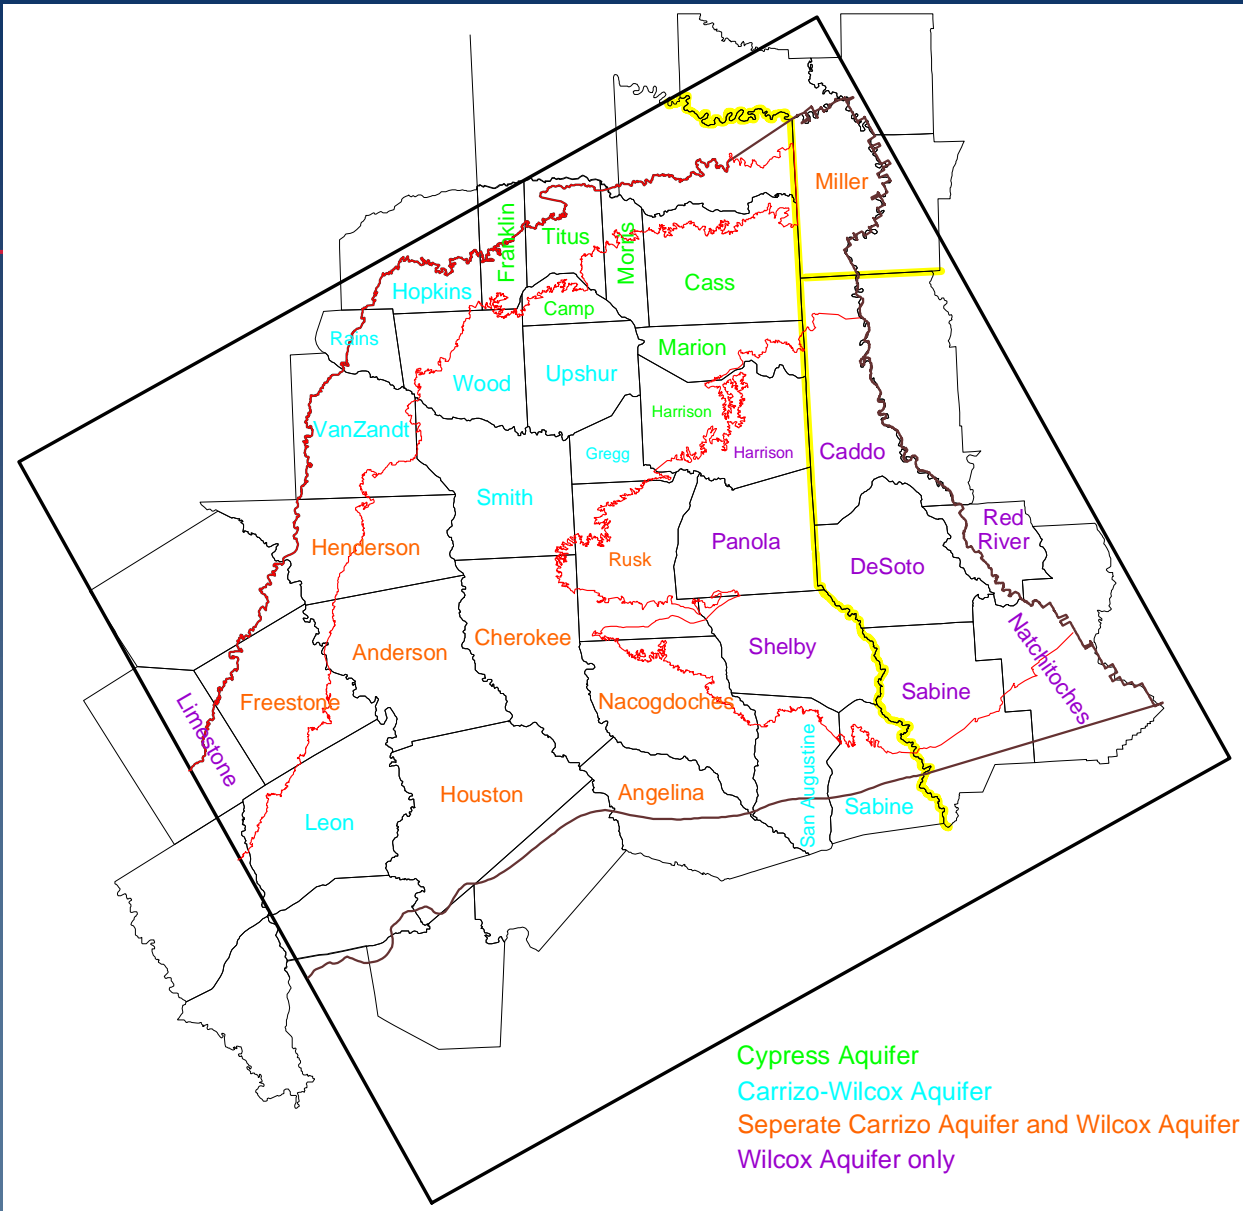 Miller
Franklin
Titus
Morris
Cass
Hopkins
Camp
Rains
Marion
Wood
Upshur
Harrison
VanZandt
Gregg
Harrison
Caddo
Smith
Red
River
Henderson
Rusk
Panola
DeSoto
Cherokee
Anderson
Shelby
Natchitoches
Sabine
Limestone
Freestone
Nacogdoches
San Augustine
Houston
Angelina
Sabine
Leon
Cypress Aquifer
Carrizo-Wilcox Aquifer
Seperate Carrizo Aquifer and Wilcox Aquifer
Wilcox Aquifer only